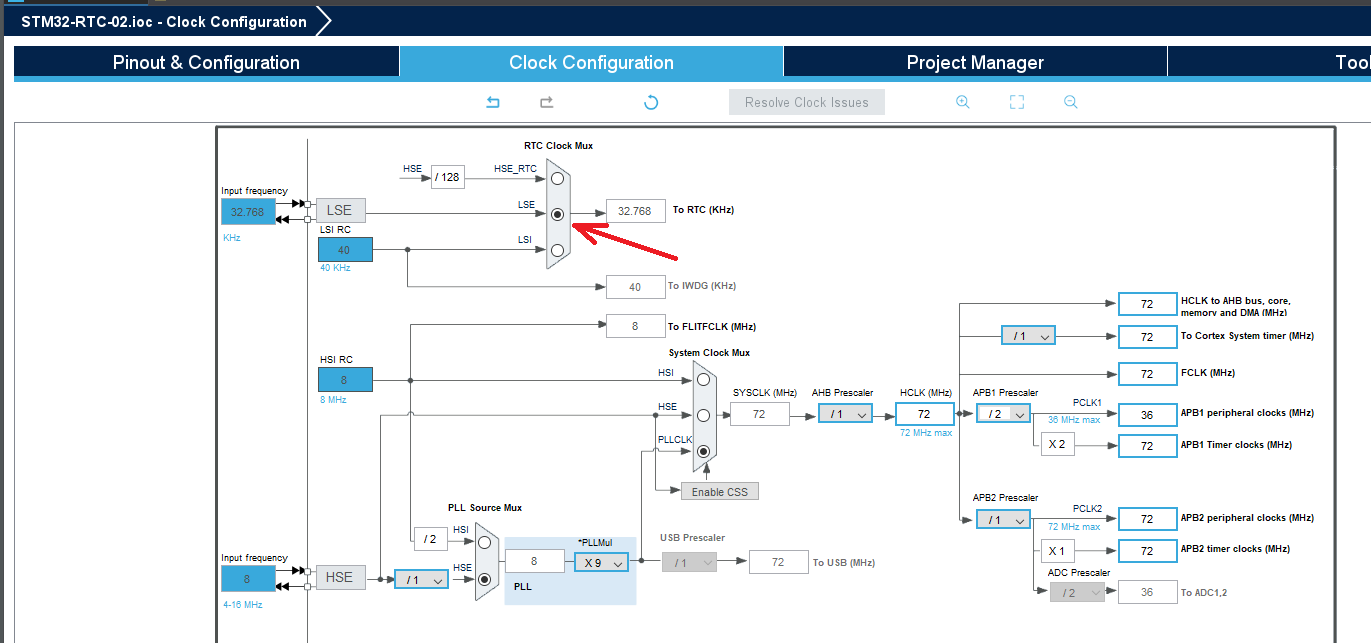 STM32-RTC-02.ioc - Clock Configuration
Pinout & Configuration
Clock Configuration
Project Manager
Tool
Resolve Clock Issues
RTC Clock Mux
HSE
/ 128
HSE_RTC
Input frequency
32.768
KHz
LSE
LSE
32.768
To RTC (KHz)
LSI RC
40
40 KHz
LSI
40
To IWDG (KHz)
8
To FLITFCLK (MHz)
System Clock Mux
HSI RC
8
8 MHz
HSI
HSE
PLLCLK
SYSCLK (MHz)
72
AHB Prescaler
/ 1
HCLK (MHz)
72
72 MHz max
Enable CSS
72
HCLK to AHB bus, core,
memory and DMA (MHz)
/ 1
72
To Cortex System timer (MHz)
72
FCLK (MHz)
APB1 Prescaler
/ 2
PCLK1
36 MHz max
36
APB1 peripheral clocks (MHz)
X 2
72
APB1 Timer clocks (MHz)
APB2 Prescaler
/ 1
PCLK2
72 MHz max
72
APB2 peripheral clocks (MHz)
X 1
72
APB2 timer clocks (MHz)
ADC Prescaler
/ 2
36
To ADC1,2
PLL Source Mux
/ 2
HSI
Input frequency
8
4-16 MHz
HSE
/ 1
HSE
8
*PLLMul
X 9
PLL
USB Prescaler
/ 1
72
To USB (MHz)